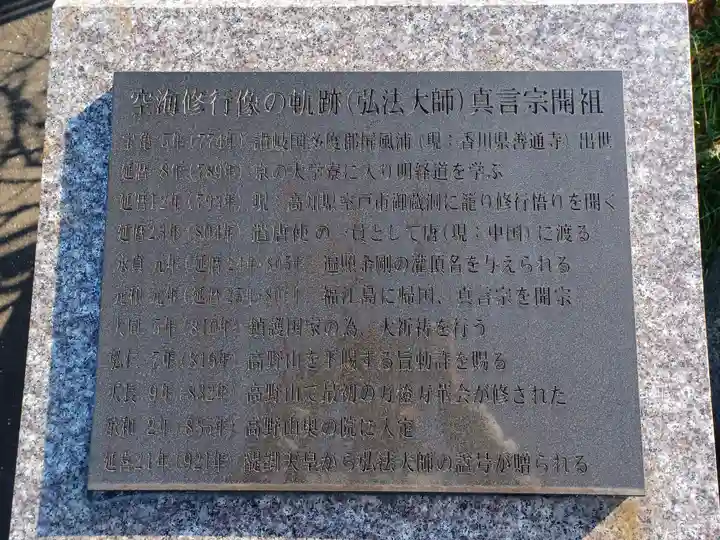 空海修行像の軌跡(弘法大師)真言宗開祖
宝亀 5年(774年) 讃岐国多度郡屏風浦(現:香川県善通寺)出世
延暦 8年(789年) 京の大学寮に入り明経道を学ぶ
延暦12年(793年) 現:高知県室戸市御蔵洞に籠り修行悟りを開く
延暦23年(804年) 遣唐使の一員として唐(現:中国)に渡る
永貞 元年(延暦24年・805年) 遍照金剛の灌頂名を与えられる
元和 元年(延暦25年・806年) 福江島に帰国、真言宗を開宗
大同 5年(810年) 鎮護国家の為、大祈祷を行う
弘仁 7年(816年) 高野山を下賜する旨勅許を賜る
天長 9年(832年) 高野山で最初の万燈万華会が修された
承和 2年(835年) 高野山奥の院に入定
延喜21年(921年) 醍醐天皇から弘法大師の諡号が贈られる